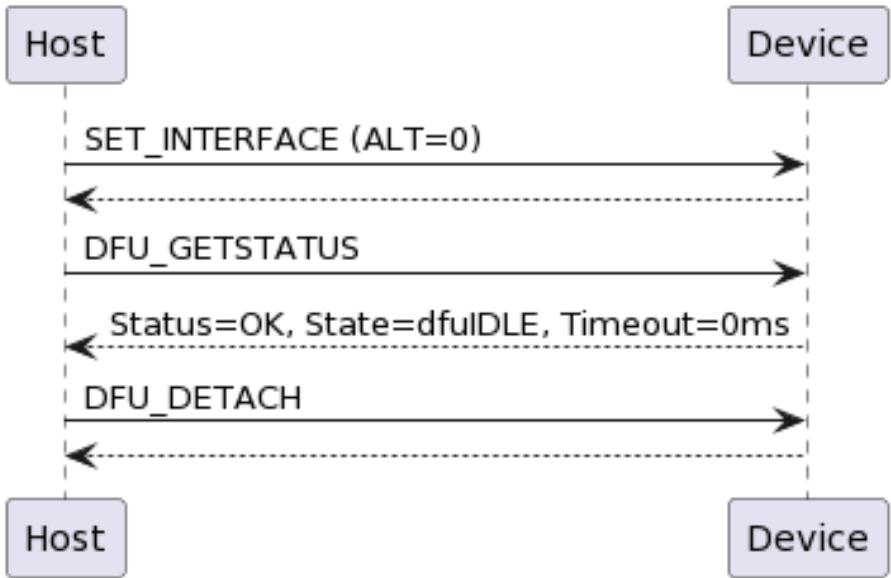 Host Device
SET_INTERFACE (ALT=0)
DFU_GETSTATUS
Status=OK, State=dfuIDLE, Timeout=0ms
DFU_DETACH
Host Device